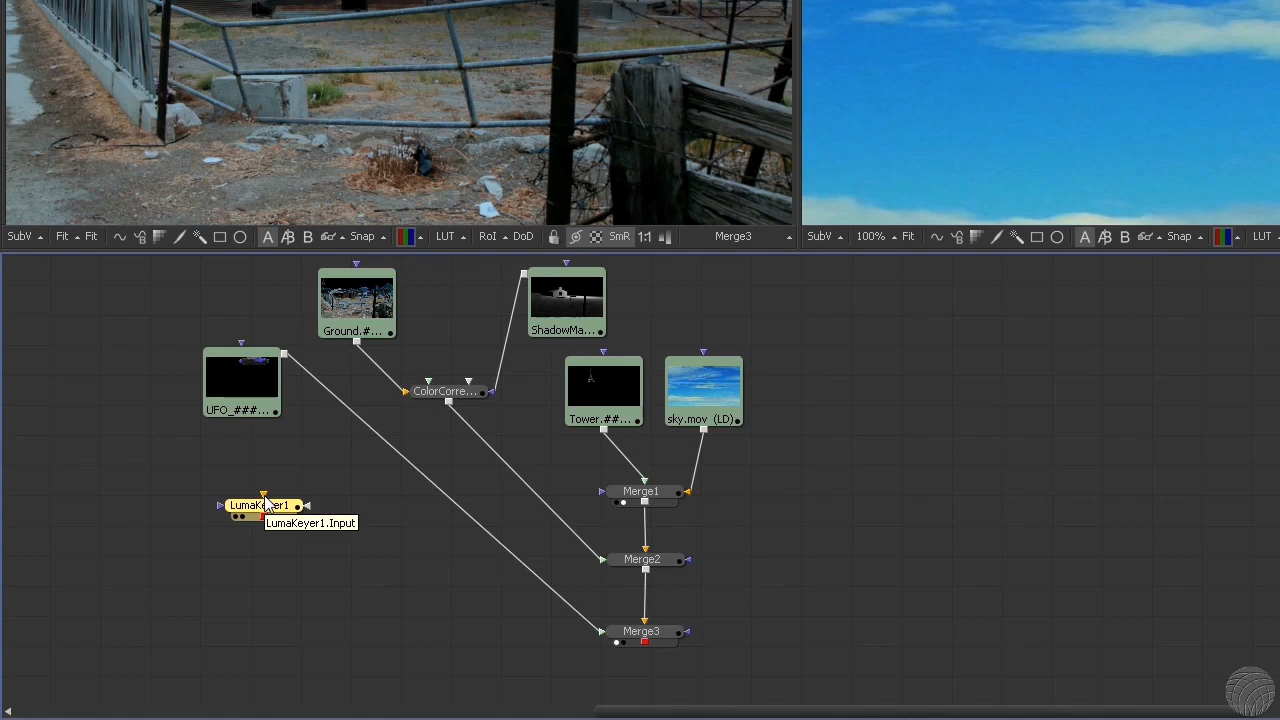 SubV Fit Fit A B Snap LUT RoI DoD SmR 1:1 Merge3
SubV 100% Fit A B Snap LUT
Ground.#...
ShadowMa...
UFO_###...
ColorCorre...
Tower.##...
sky.mov (LD)
LumaKeyer1
LumaKeyer1.Input
Merge1
Merge2
Merge3